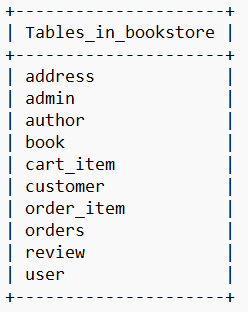 +----------------------+
| Tables_in_bookstore |
+----------------------+
| address |
| admin |
| author |
| book |
| cart_item |
| customer |
| order_item |
| orders |
| review |
| user |
+----------------------+